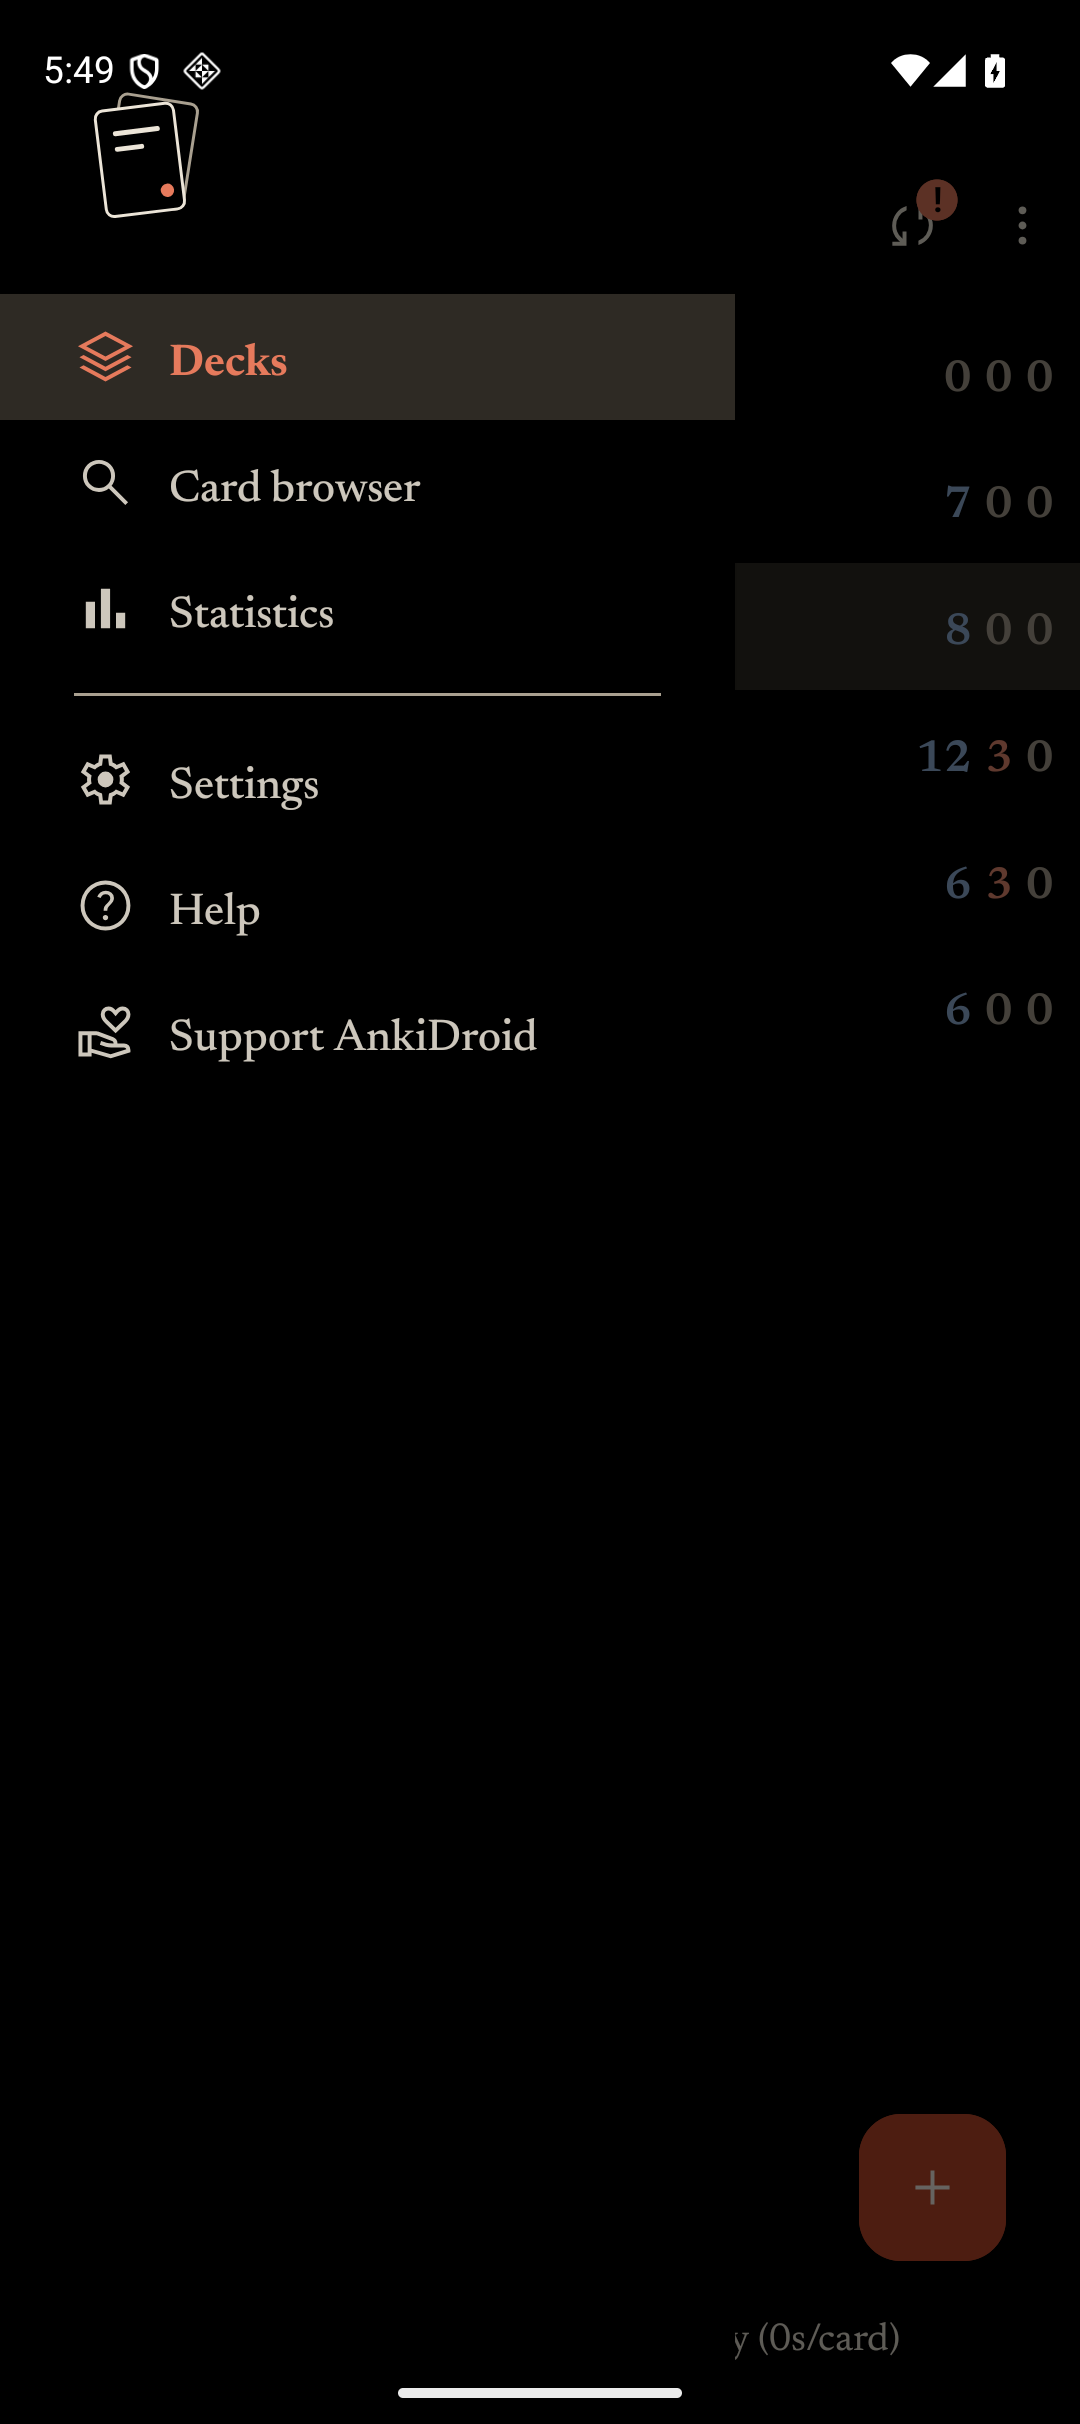 5:49
!
Decks
0 0 0
Card browser
7 0 0
Statistics
8 0 0
Settings
12 3 0
Help
6 3 0
Support AnkiDroid
6 0 0
+
y (0s/card)